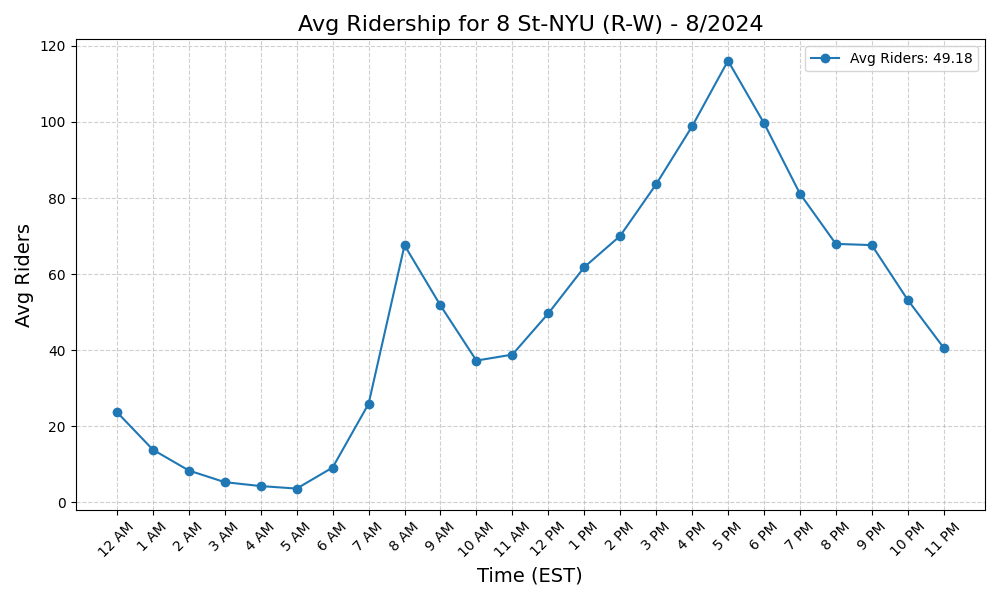 Avg Ridership for 8 St-NYU (R-W) - 8/2024
Avg Riders: 49.18
Avg Riders
120
100
80
60
40
20
0
12 AM 1 AM 2 AM 3 AM 4 AM 5 AM 6 AM 7 AM 8 AM 9 AM 10 AM 11 AM 12 PM 1 PM 2 PM 3 PM 4 PM 5 PM 6 PM 7 PM 8 PM 9 PM 10 PM 11 PM
Time (EST)